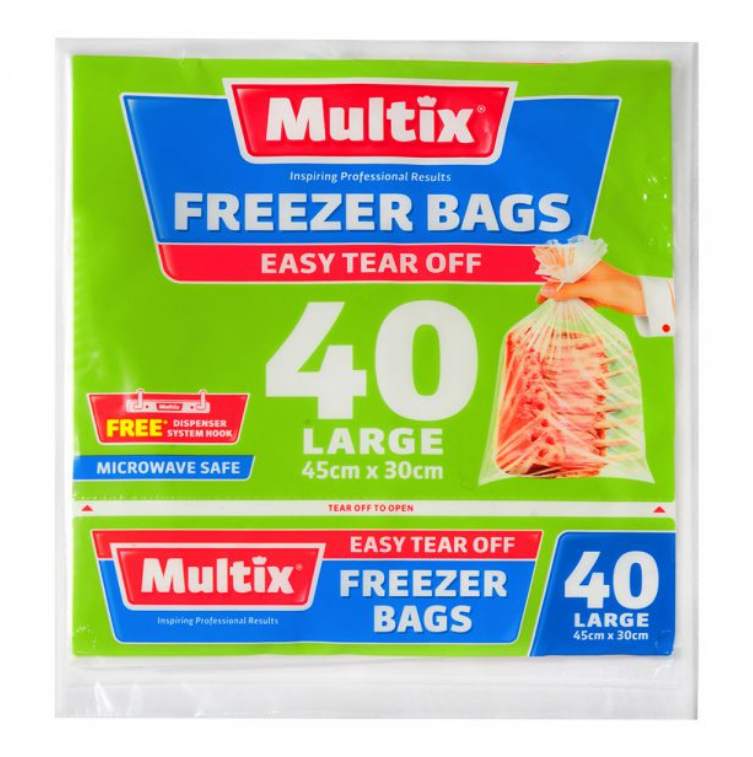 Multix®
Inspiring Professional Results
FREEZER BAGS
EASY TEAR OFF
40
LARGE
45cm x 30cm
Multix
FREE* DISPENSER
SYSTEM HOOK
MICROWAVE SAFE
TEAR OFF TO OPEN
Multix®
Inspiring Professional Results
EASY TEAR OFF
FREEZER
BAGS
40
LARGE
45cm x 30cm